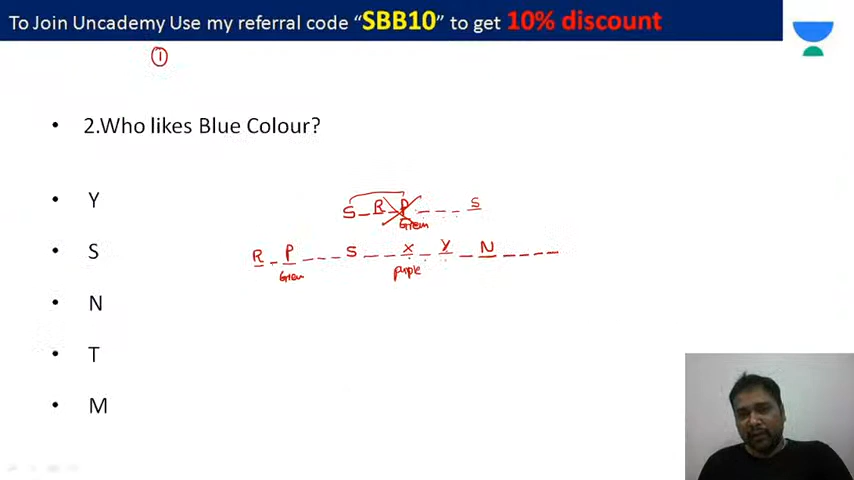 To Join Uncademy Use my referral code “SBB10” to get 10% discount
1
• 2.Who likes Blue Colour?
• Y
S R P S
Green
• S
R P S X Y N
Green purple
• N
• T
• M